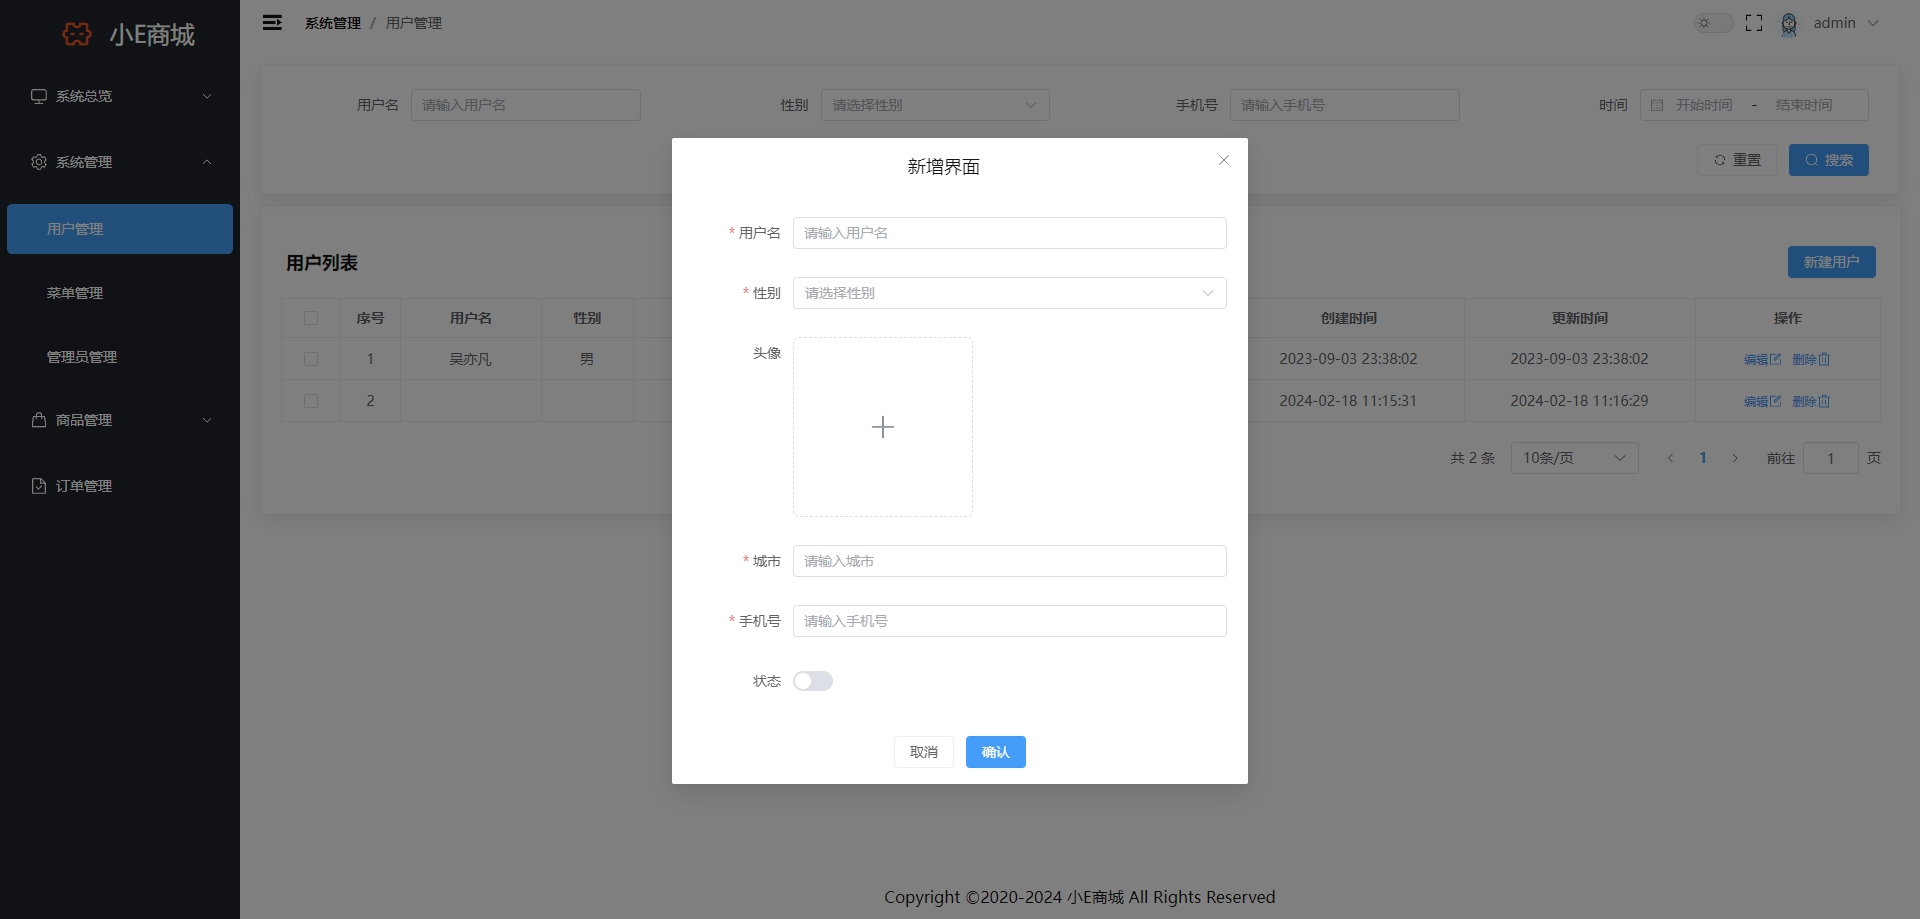 小E商城
系统总览
系统管理
用户管理
菜单管理
管理员管理
商品管理
订单管理
系统管理 / 用户管理
admin
用户名 请输入用户名 性别 请选择性别 手机号 请输入手机号 时间 开始时间 - 结束时间
重置 搜索
用户列表
新建用户
序号 用户名 性别 创建时间 更新时间 操作
1 吴亦凡 男 2023-09-03 23:38:02 2023-09-03 23:38:02 编辑 删除
2 2024-02-18 11:15:31 2024-02-18 11:16:29 编辑 删除
共 2 条 10条/页 1 前往 1 页
新增界面
* 用户名 请输入用户名
* 性别 请选择性别
头像
* 城市 请输入城市
* 手机号 请输入手机号
状态
取消 确认
Copyright ©2020-2024 小E商城 All Rights Reserved